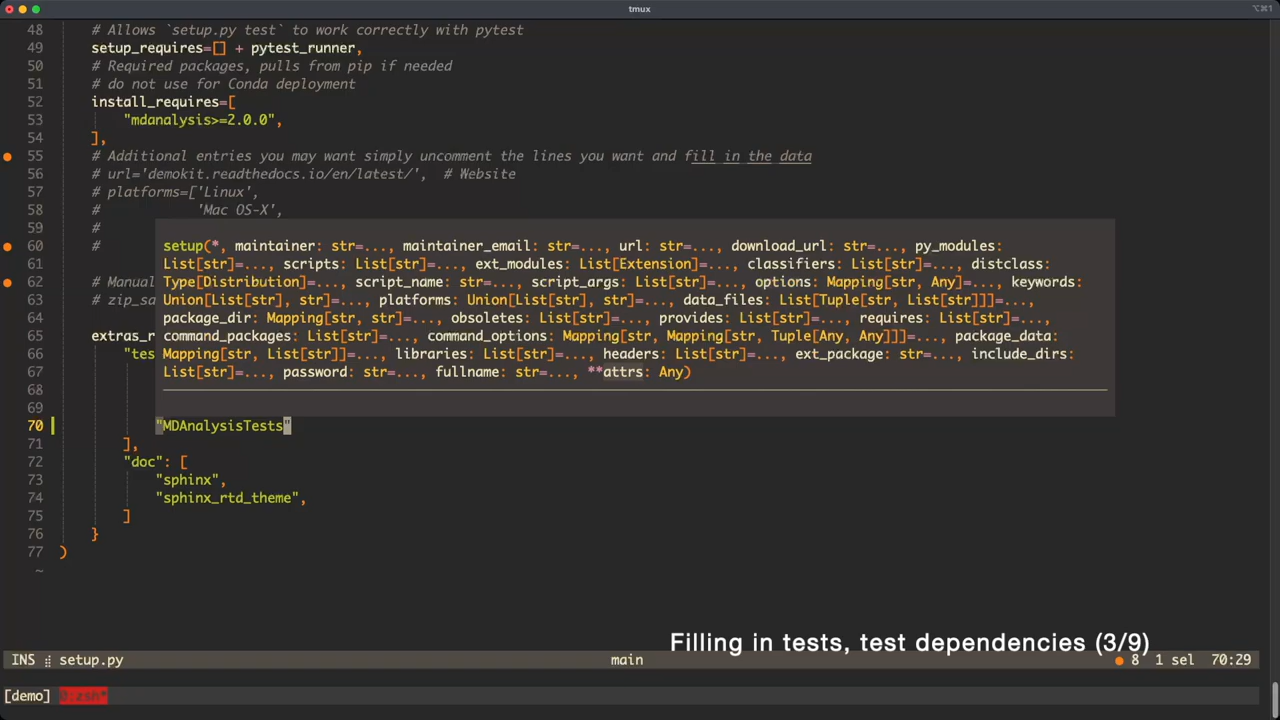 tmux
⌥⌘1
48 # Allows `setup.py test` to work correctly with pytest
49 setup_requires=[] + pytest_runner,
50 # Required packages, pulls from pip if needed
51 # do not use for Conda deployment
52 install_requires=[
53 "mdanalysis>=2.0.0",
54 ],
55 # Additional entries you may want simply uncomment the lines you want and fill in the data
56 # url='demokit.readthedocs.io/en/latest/',  # Website
57 # platforms=['Linux',
58 #            'Mac OS-X',
59 #
60 #
61
62 # Manual
63 # zip_sa
64
65 extras_r
66 "tes
67
68
69
70 "MDAnalysisTests"
71 ],
72 "doc": [
73 "sphinx",
74 "sphinx_rtd_theme",
75 ]
76 }
77 )
~
setup(*, maintainer: str=..., maintainer_email: str=..., url: str=..., download_url: str=..., py_modules:
List[str]=..., scripts: List[str]=..., ext_modules: List[Extension]=..., classifiers: List[str]=..., distclass:
Type[Distribution]=..., script_name: str=..., script_args: List[str]=..., options: Mapping[str, Any]=..., keywords:
Union[List[str], str]=..., platforms: Union[List[str], str]=..., data_files: List[Tuple[str, List[str]]]=...,
package_dir: Mapping[str, str]=..., obsoletes: List[str]=..., provides: List[str]=..., requires: List[str]=...,
command_packages: List[str]=..., command_options: Mapping[str, Mapping[str, Tuple[Any, Any]]]=..., package_data:
Mapping[str, List[str]]=..., libraries: List[str]=..., headers: List[str]=..., ext_package: str=..., include_dirs:
List[str]=..., password: str=..., fullname: str=..., **attrs: Any)
Filling in tests, test dependencies (3/9)
INS setup.py main 8 1 sel 70:29
[demo] 0:zsh*